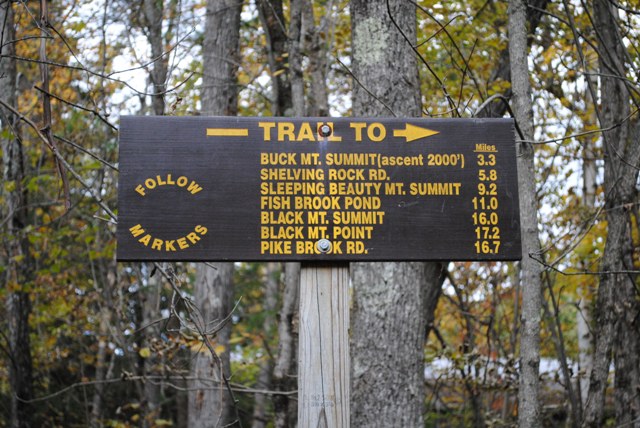 TRAIL TO
Miles
BUCK MT. SUMMIT(ascent 2000') 3.3
SHELVING ROCK RD. 5.8
SLEEPING BEAUTY MT. SUMMIT 9.2
FISH BROOK POND 11.0
BLACK MT. SUMMIT 16.0
BLACK MT. POINT 17.2
PIKE BROOK RD. 16.7
FOLLOW
MARKERS